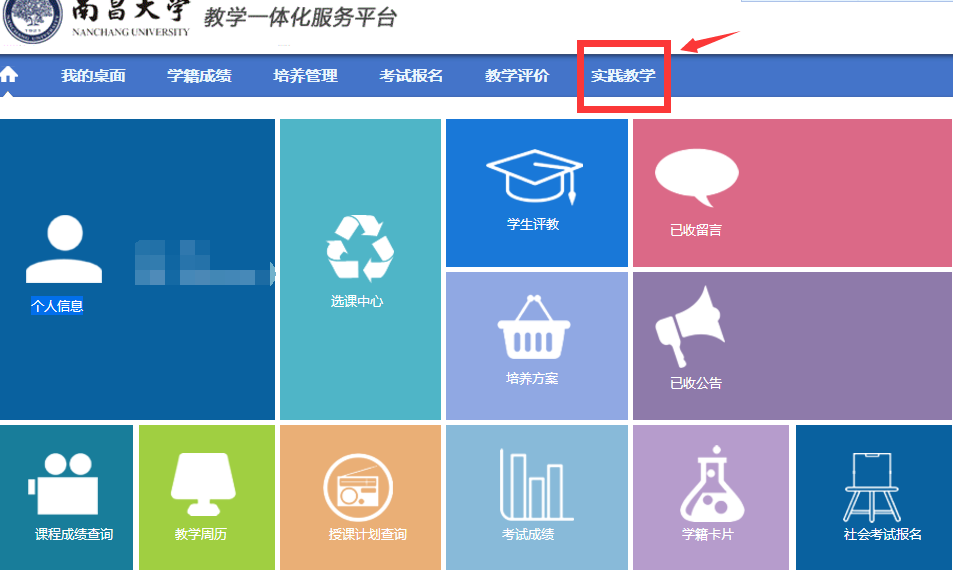 南昌大学
NANCHANG UNIVERSITY
教学一体化服务平台
我的桌面 学籍成绩 培养管理 考试报名 教学评价 实践教学
个人信息
选课中心
学生评教
已收留言
培养方案
已收公告
课程成绩查询
教学周历
授课计划查询
考试成绩
学籍卡片
社会考试报名